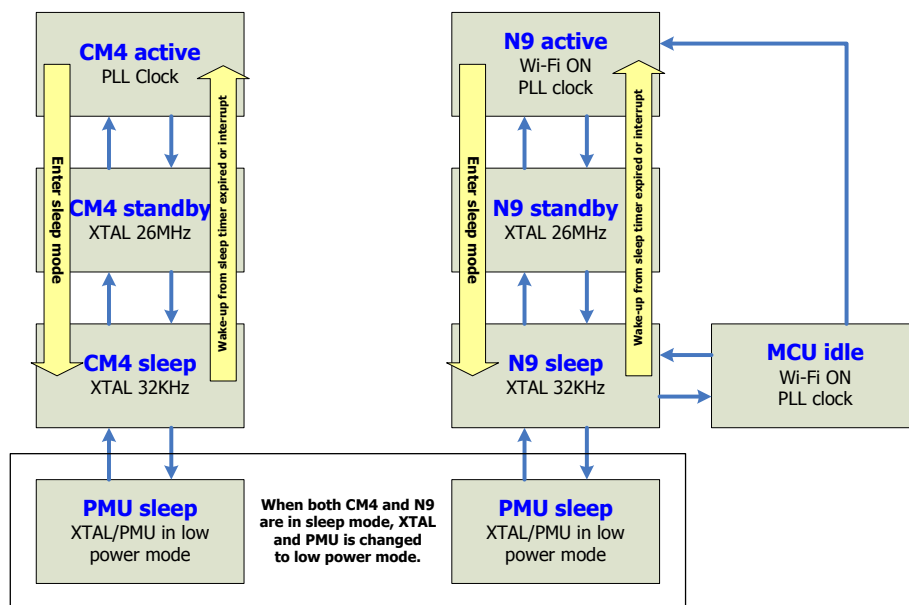 CM4 active
PLL Clock
Enter sleep mode
Wake-up from sleep timer expired or interrupt
CM4 standby
XTAL 26MHz
CM4 sleep
XTAL 32KHz
PMU sleep
XTAL/PMU in low
power mode
When both CM4 and N9
are in sleep mode, XTAL
and PMU is changed
to low power mode.
N9 active
Wi-Fi ON
PLL clock
Enter sleep mode
Wake-up from sleep timer expired or interrupt
N9 standby
XTAL 26MHz
N9 sleep
XTAL 32KHz
MCU idle
Wi-Fi ON
PLL clock
PMU sleep
XTAL/PMU in low
power mode